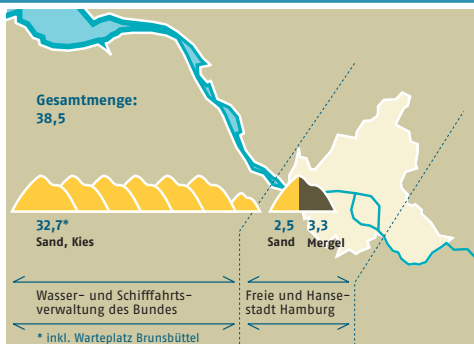 Gesamtmenge:
38,5
32,7*
Sand, Kies
2,5
Sand
3,3
Mergel
Wasser- und Schifffahrts-
verwaltung des Bundes
Freie und Hanse-
stadt Hamburg
* inkl. Warteplatz Brunsbüttel